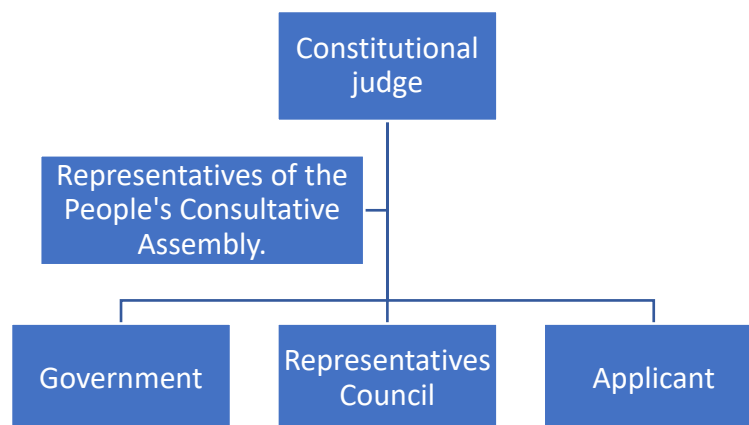 Constitutional
judge
Representatives of the
People's Consultative
Assembly.
Government
Representatives
Council
Applicant